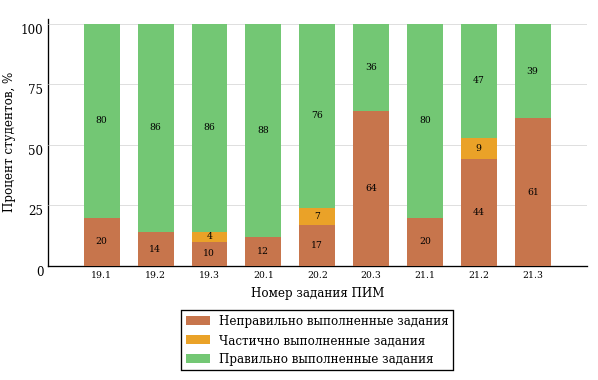 Процент студентов, %
100
75
50
25
0
80 86 86 88 76 36 80 47 39
4 7 9
20 14 10 12 17 64 20 44 61
19.1 19.2 19.3 20.1 20.2 20.3 21.1 21.2 21.3
Номер задания ПИМ
Неправильно выполненные задания
Частично выполненные задания
Правильно выполненные задания